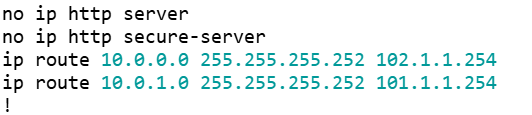 no ip http server
no ip http secure-server
ip route 10.0.0.0 255.255.255.252 102.1.1.254
ip route 10.0.1.0 255.255.255.252 101.1.1.254
!